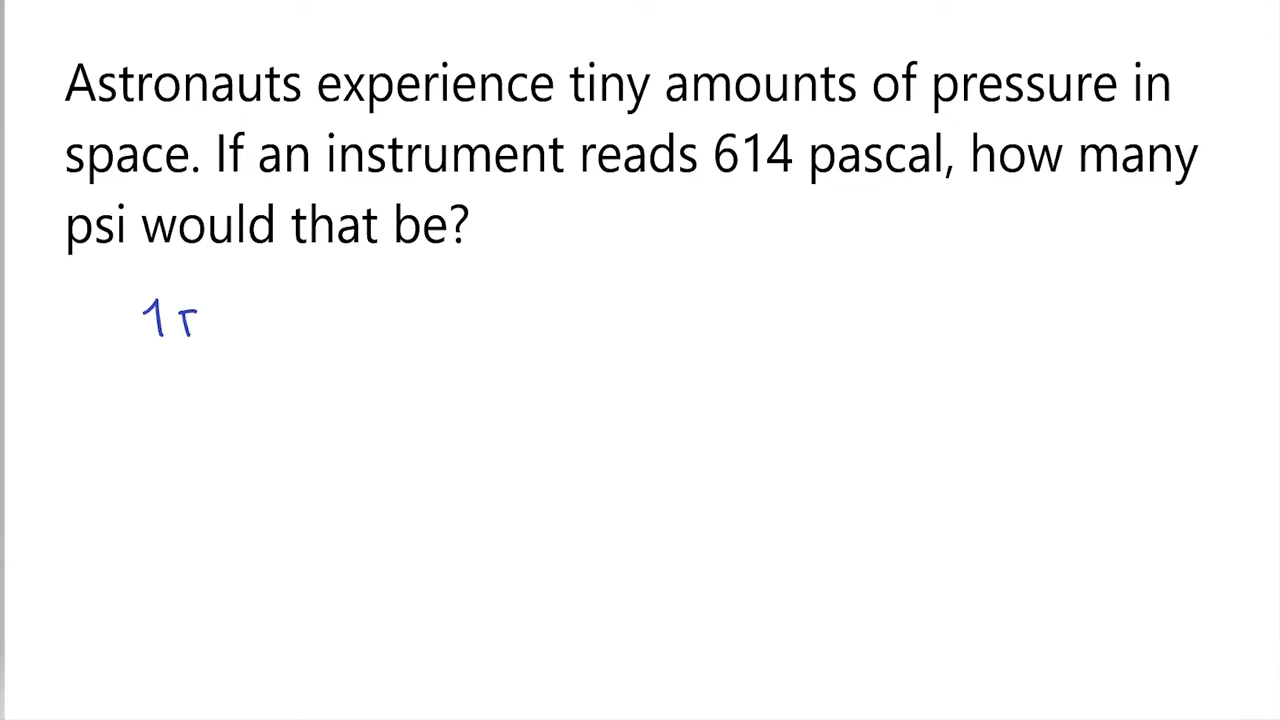 Astronauts experience tiny amounts of pressure in
space. If an instrument reads 614 pascal, how many
psi would that be?
1